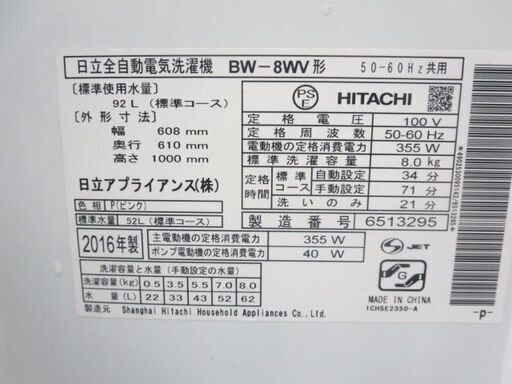 日立全自動電気洗濯機 BW-8WV形 50-60Hz共用
〔標準使用水量〕
92L (標準コース)
〔外形寸法〕
幅 608 mm
奥行 610 mm
高さ 1000 mm
日立アプライアンス(株)
色相 P(ピンク)
標準水量 52L (標準コース)
PSE HITACHI
定格電圧 100 V
定格周波数 50-60 Hz
電動機の定格消費電力 355 W
標準洗濯容量 8.0 kg
定格時間 標準コース 自動設定 34 分
手動設定 71 分
洗いのみ 21 分
製造番号 6513295
2016年製
主電動機の定格消費電力 355 W
ポンプ電動機の定格消費電力 40 W
S JET
洗濯容量と水量 (手動設定の水量)
洗濯容量(kg) 0.5 3.5 5.5 7.0 8.0
水量(L) 22 33 43 52 62
G
1CHSE2350-A
製造元 Shanghai Hitachi Household Appliances Co., Ltd.
-p-